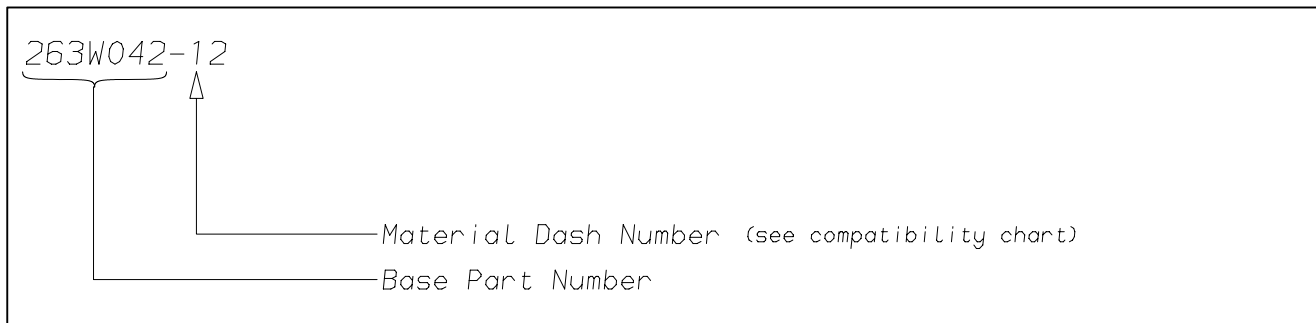 263W042-12
Material Dash Number (see compatibility chart)
Base Part Number